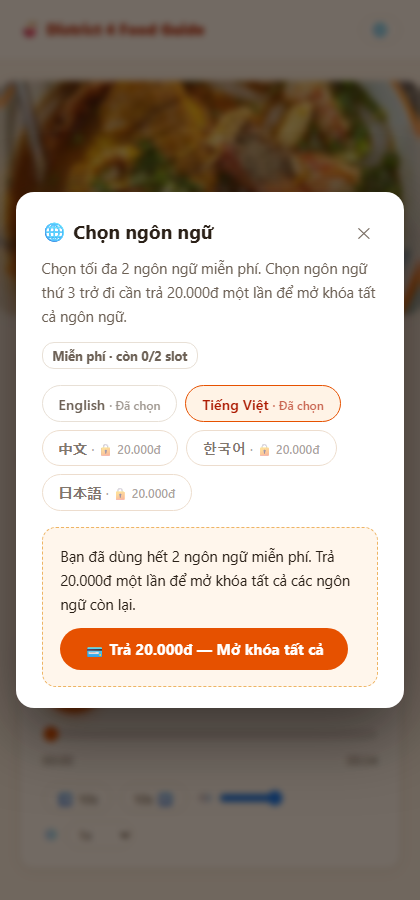 District 4 Food Guide
Chọn ngôn ngữ
Chọn tối đa 2 ngôn ngữ miễn phí. Chọn ngôn ngữ
thứ 3 trở đi cần trả 20.000đ một lần để mở khóa tất
cả ngôn ngữ.
Miễn phí · còn 0/2 slot
English · Đã chọn
Tiếng Việt · Đã chọn
中文 · 🔒 20.000đ
한국어 · 🔒 20.000đ
日本語 · 🔒 20.000đ
Bạn đã dùng hết 2 ngôn ngữ miễn phí. Trả
20.000đ một lần để mở khóa tất cả các ngôn
ngữ còn lại.
Trả 20.000đ — Mở khóa tất cả